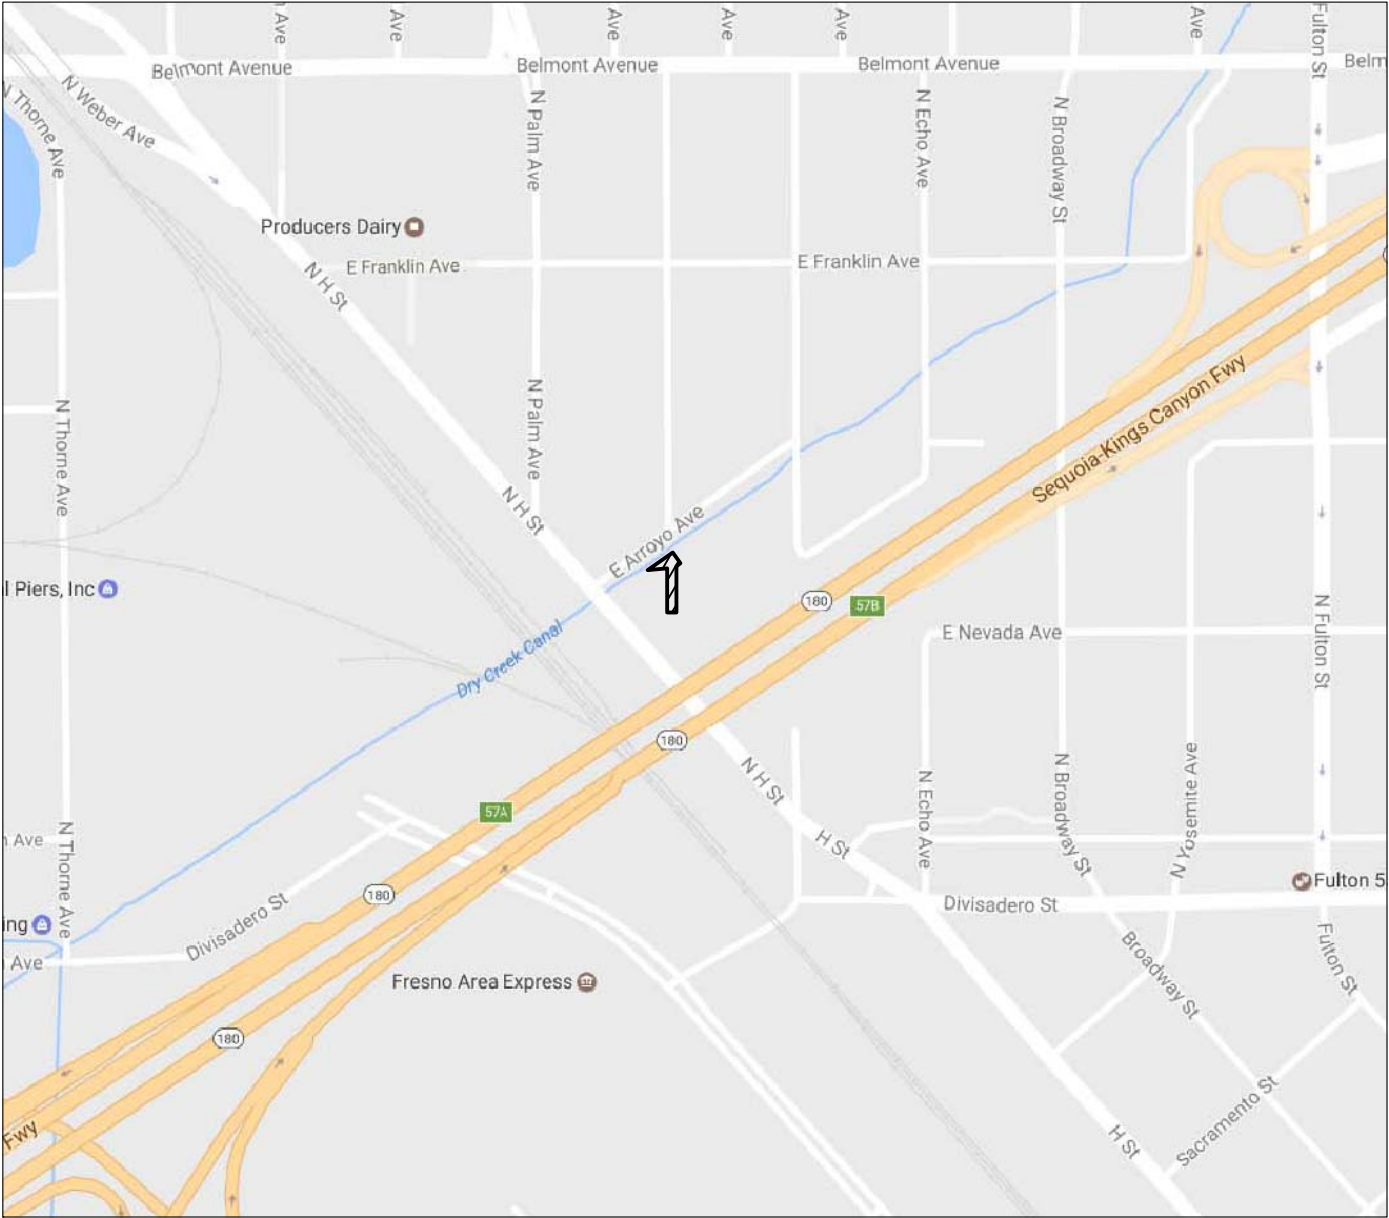 Ave
Ave
Ave
Ave
Ave
Ave
Fulton St
Belmont Avenue
Belmont Avenue
Belmont Avenue
Belm
N Weber Ave
N Thorne Ave
N Palm Ave
N Echo Ave
N Broadway St
Producers Dairy
E Franklin Ave
E Franklin Ave
N H St
N Thorne Ave
N Palm Ave
Sequoia-Kings Canyon Fwy
N H St
E Arroyo Ave
l Piers, Inc
180
57B
E Nevada Ave
N Fulton St
Dry Creek Canal
180
N H St
57A
N Echo Ave
N Broadway St
N Yosemite Ave
Ave
N Thorne Ave
H St
180
Fulton 5
Divisadero St
Divisadero St
ing
Ave
Broadway St
Fulton St
Fresno Area Express
180
Fwy
H St
Sacramento St